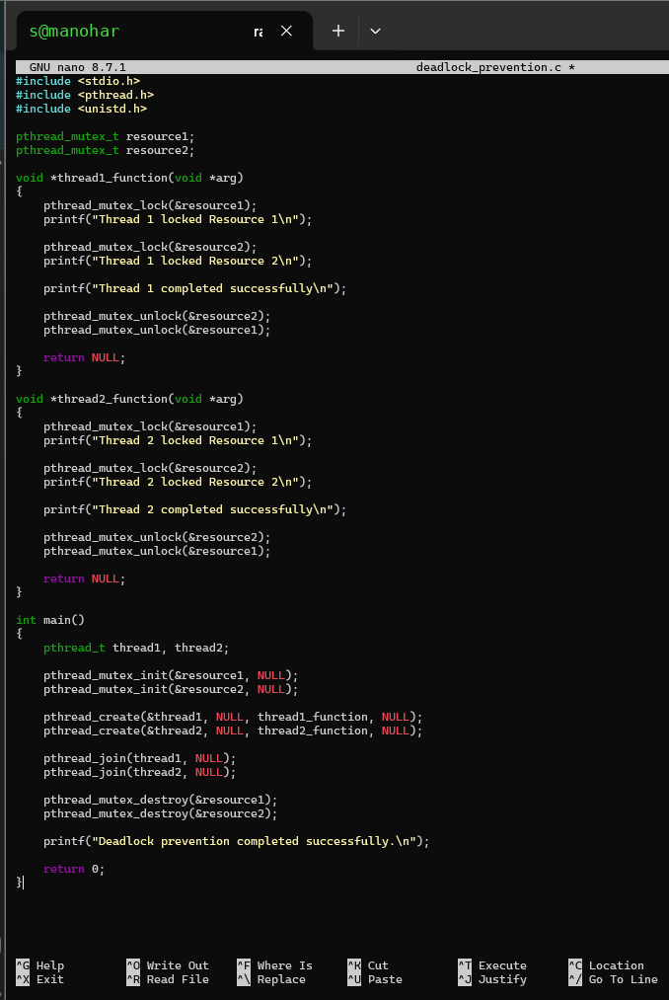 s@manohar
GNU nano 8.7.1 deadlock_prevention.c *
#include <stdio.h>
#include <pthread.h>
#include <unistd.h>
pthread_mutex_t resource1;
pthread_mutex_t resource2;
void *thread1_function(void *arg)
{
    pthread_mutex_lock(&resource1);
    printf("Thread 1 locked Resource 1\n");
    pthread_mutex_lock(&resource2);
    printf("Thread 1 locked Resource 2\n");
    printf("Thread 1 completed successfully\n");
    pthread_mutex_unlock(&resource2);
    pthread_mutex_unlock(&resource1);
    return NULL;
}
void *thread2_function(void *arg)
{
    pthread_mutex_lock(&resource1);
    printf("Thread 2 locked Resource 1\n");
    pthread_mutex_lock(&resource2);
    printf("Thread 2 locked Resource 2\n");
    printf("Thread 2 completed successfully\n");
    pthread_mutex_unlock(&resource2);
    pthread_mutex_unlock(&resource1);
    return NULL;
}
int main()
{
    pthread_t thread1, thread2;
    pthread_mutex_init(&resource1, NULL);
    pthread_mutex_init(&resource2, NULL);
    pthread_create(&thread1, NULL, thread1_function, NULL);
    pthread_create(&thread2, NULL, thread2_function, NULL);
    pthread_join(thread1, NULL);
    pthread_join(thread2, NULL);
    pthread_mutex_destroy(&resource1);
    pthread_mutex_destroy(&resource2);
    printf("Deadlock prevention completed successfully.\n");
    return 0;
}
^G Help ^O Write Out ^F Where Is ^K Cut ^T Execute ^C Location
^X Exit ^R Read File ^\ Replace ^U Paste ^J Justify ^/ Go To Line